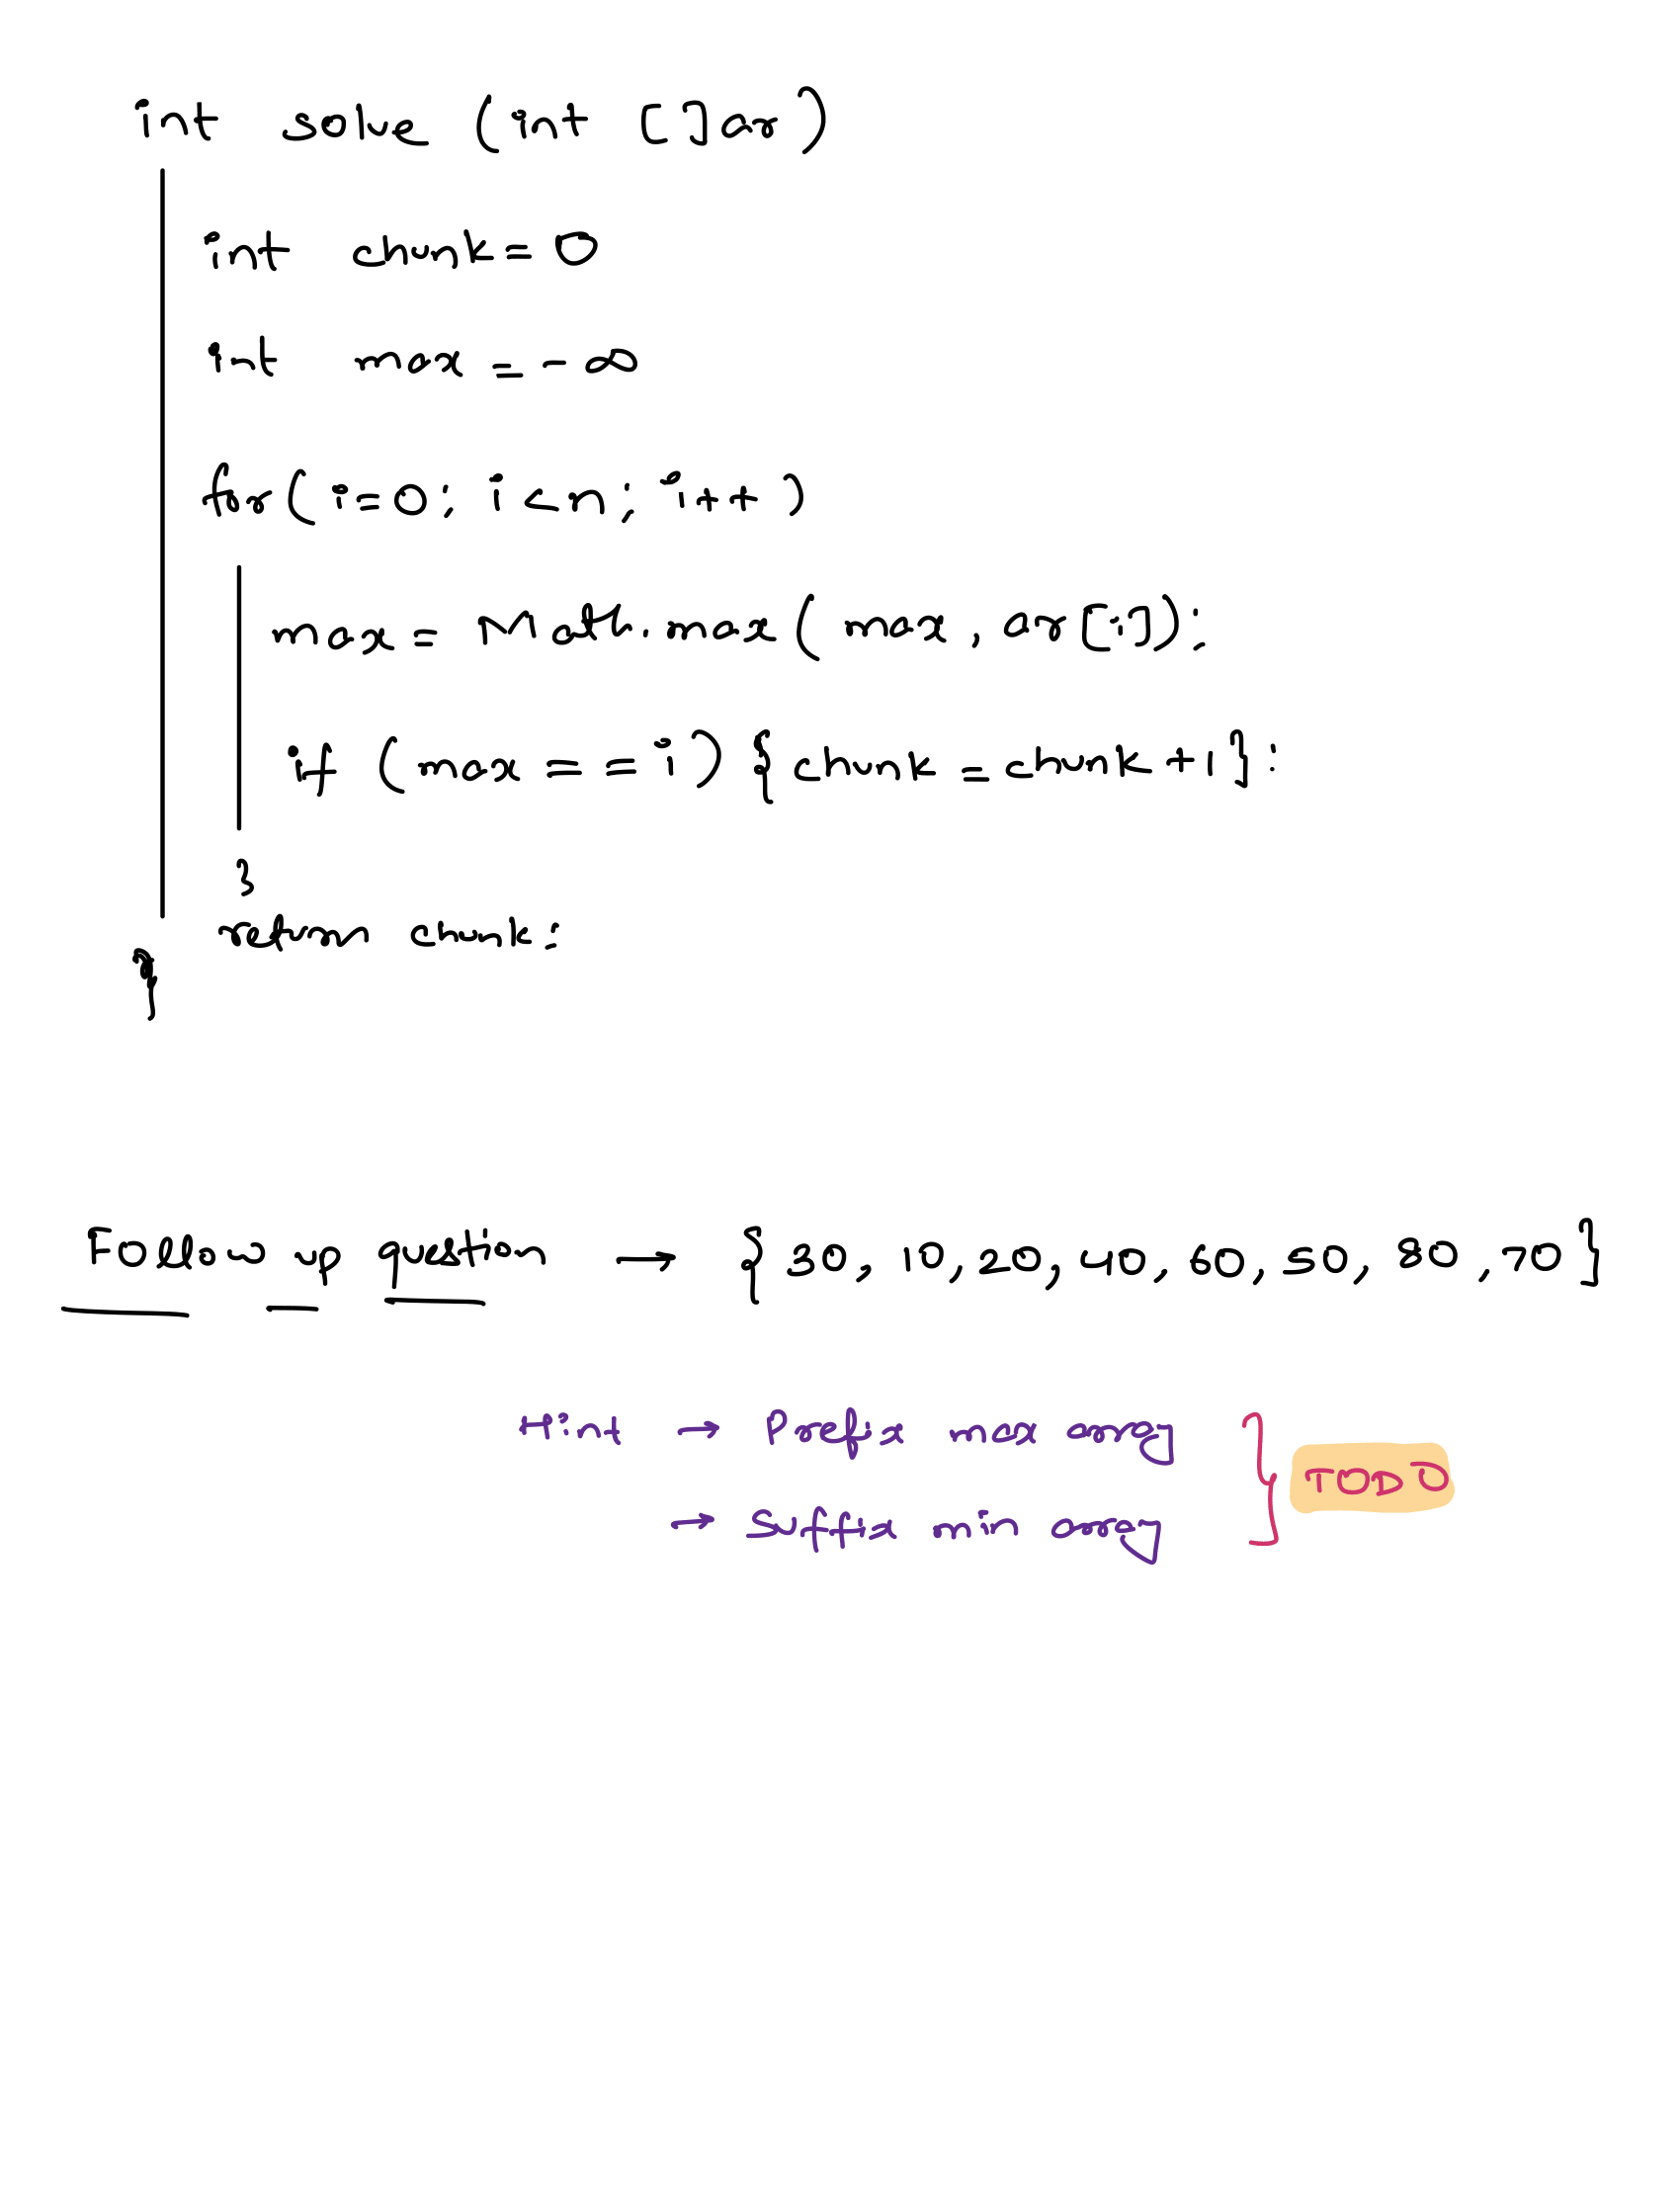 int solve (int []ar)
int chunk = 0
int max = -∞
for( i=0; i<n; i++ )
max = Math.max( max, ar[i]);
if (max == i) { chunk = chunk +1};
}
return chunk;
}
Follow up question → { 30, 10, 20, 40, 60, 50, 80, 70 }
Hint → Prefix max array
→ Suffix min array
TODO